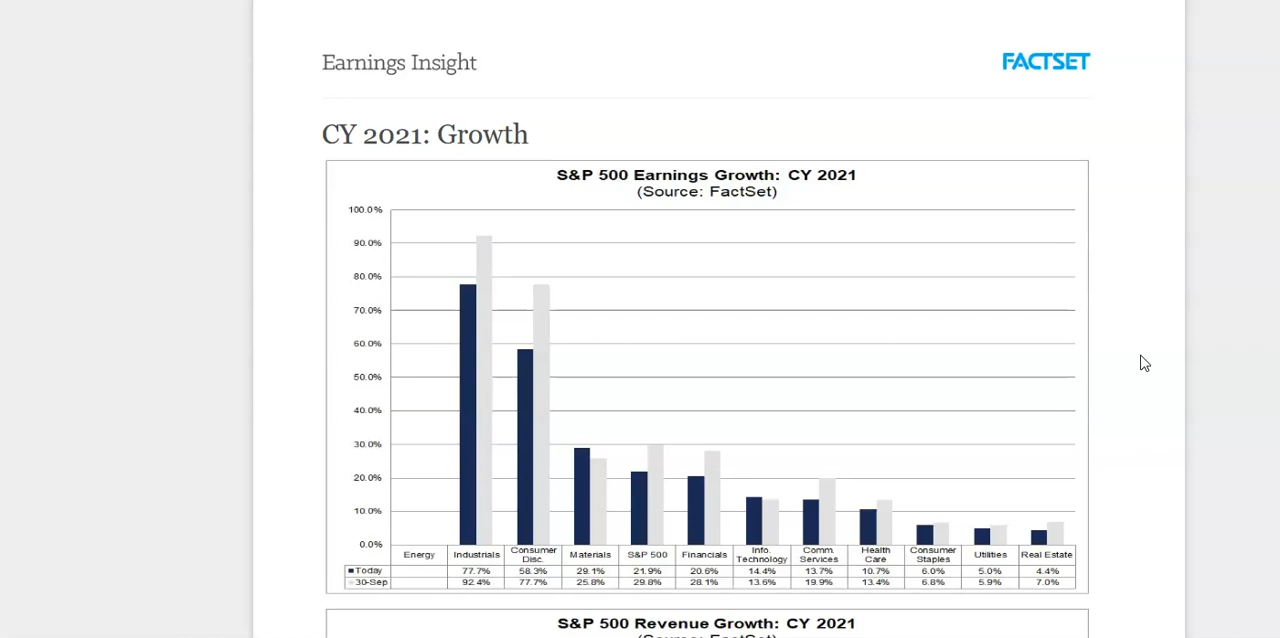 Earnings Insight
FACTSET
CY 2021: Growth
S&P 500 Earnings Growth: CY 2021
(Source: FactSet)
100.0%
90.0%
80.0%
70.0%
60.0%
50.0%
40.0%
30.0%
20.0%
10.0%
0.0%
Energy Industrials Consumer Disc. Materials S&P 500 Financials Info. Technology Comm. Services Health Care Consumer Staples Utilities Real Estate
Today 77.7% 58.3% 29.1% 21.9% 20.6% 14.4% 13.7% 10.7% 6.0% 5.0% 4.4%
30-Sep 92.4% 77.7% 25.8% 29.8% 28.1% 13.6% 19.9% 13.4% 6.8% 5.9% 7.0%
S&P 500 Revenue Growth: CY 2021
(Source: FactSet)